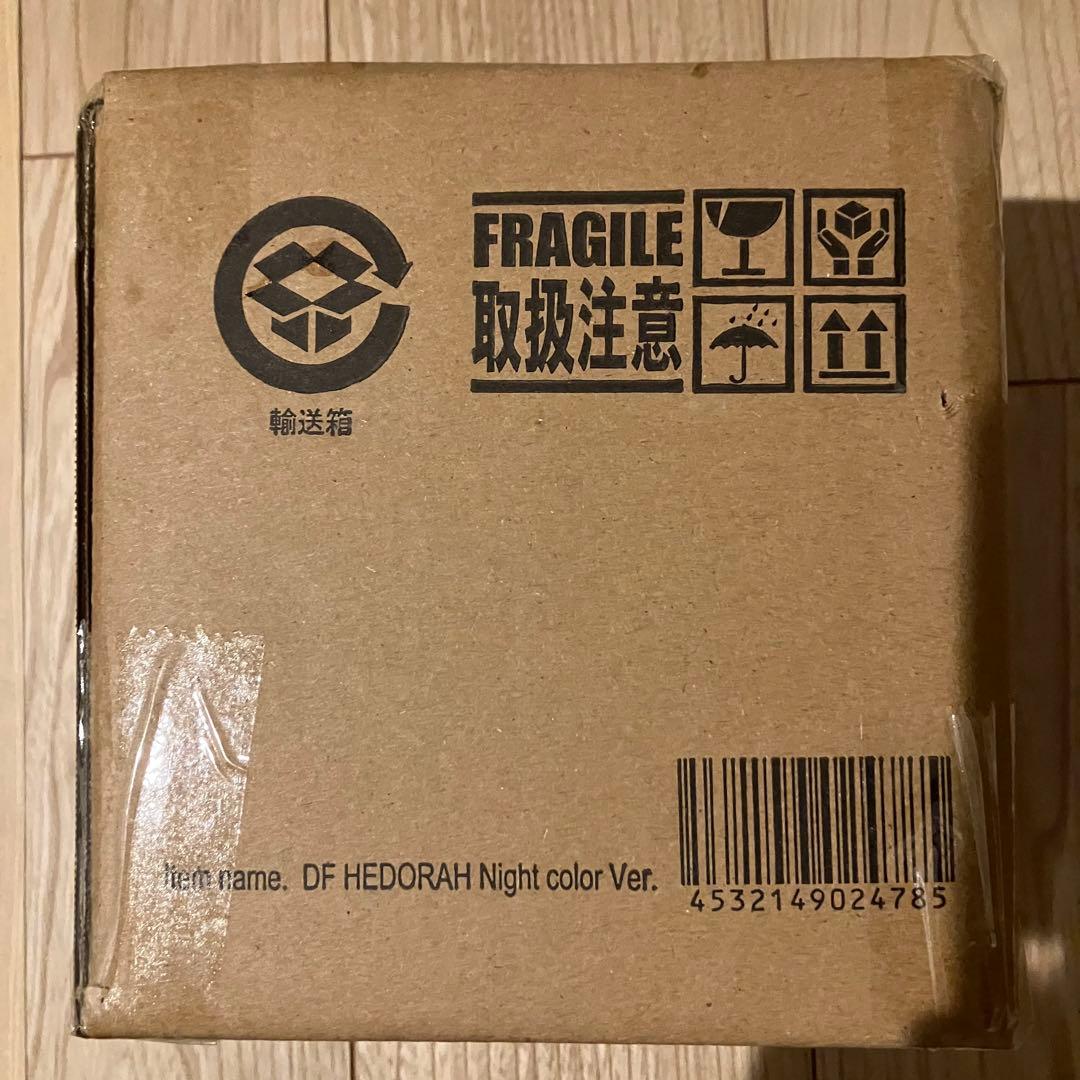 FRAGILE
取扱注意
輸送箱
Item name. DF HEDORAH Night color Ver.
4532149024785